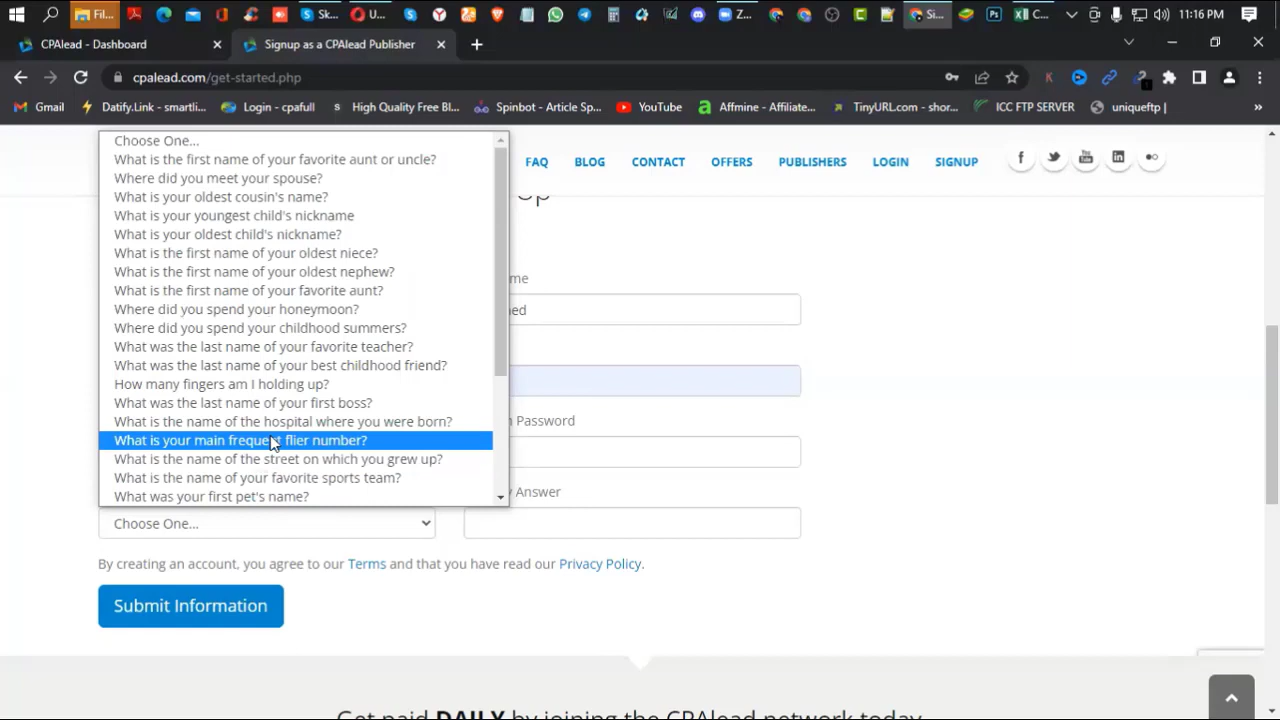 Fil...
Sk...
U...
Z...
Si...
C...
11:16 PM
CPAlead - Dashboard
Signup as a CPAlead Publisher
cpalead.com/get-started.php
Gmail
Datify.Link - smartli...
Login - cpafull
High Quality Free Bl...
Spinbot - Article Sp...
YouTube
Affmine - Affiliate...
TinyURL.com - shor...
ICC FTP SERVER
uniqueftp |
FAQ
BLOG
CONTACT
OFFERS
PUBLISHERS
LOGIN
SIGNUP
Choose One...
What is the first name of your favorite aunt or uncle?
Where did you meet your spouse?
What is your oldest cousin's name?
What is your youngest child's nickname
What is your oldest child's nickname?
What is the first name of your oldest niece?
What is the first name of your oldest nephew?
What is the first name of your favorite aunt?
Where did you spend your honeymoon?
Where did you spend your childhood summers?
What was the last name of your favorite teacher?
What was the last name of your best childhood friend?
How many fingers am I holding up?
What was the last name of your first boss?
What is the name of the hospital where you were born?
What is your main frequent flier number?
What is the name of the street on which you grew up?
What is the name of your favorite sports team?
What was your first pet's name?
me
ed
Password
Answer
Choose One...
By creating an account, you agree to our Terms and that you have read our Privacy Policy.
Submit Information
Get paid DAILY by joining the CPAlead network today